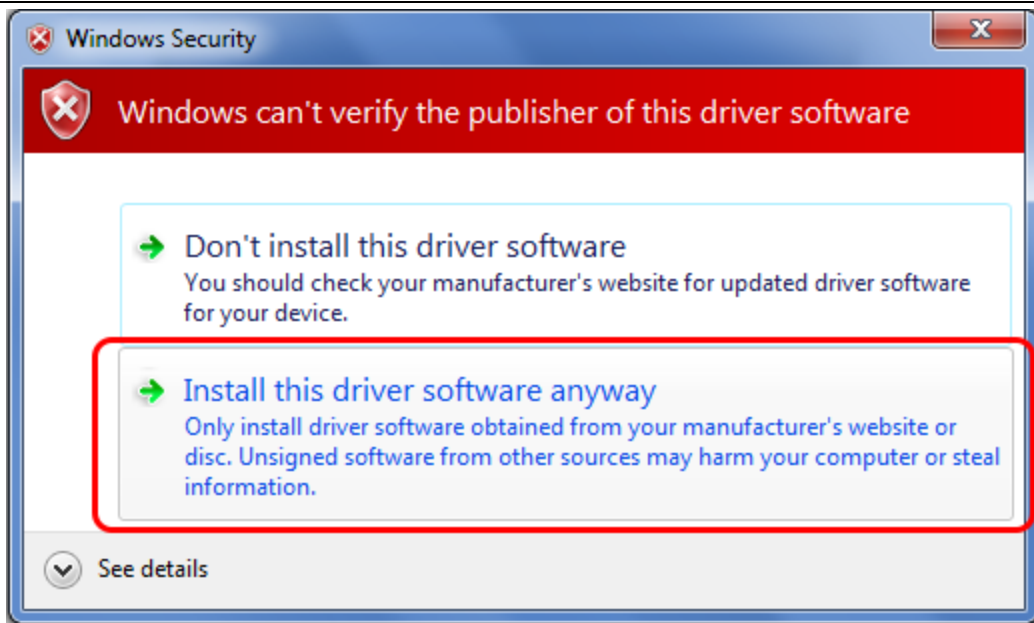 Windows Security
Windows can't verify the publisher of this driver software
Don't install this driver software
You should check your manufacturer's website for updated driver software
for your device.
Install this driver software anyway
Only install driver software obtained from your manufacturer's website or
disc. Unsigned software from other sources may harm your computer or steal
information.
See details